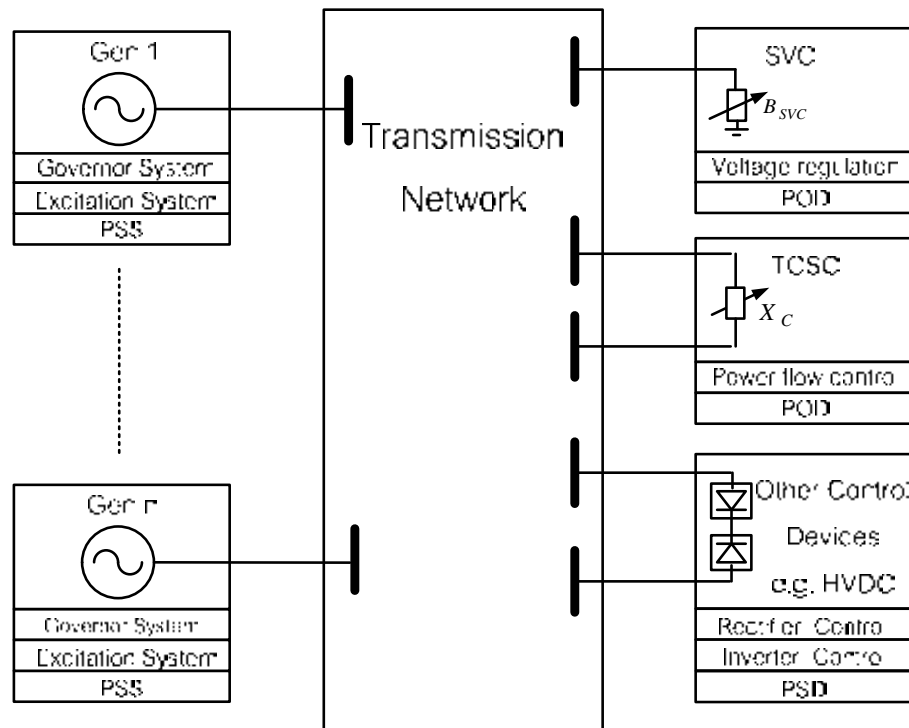 Gen 1
Governor System
Excitation System
PSS
Gen n
Governor System
Excitation System
PSS
Transmission
Network
SVC
B_SVC
Voltage regulation
POD
TCSC
X_C
Power flow control
POD
Other Control
Devices
e.g. HVDC
Rectifier Control
Inverter Control
PSD